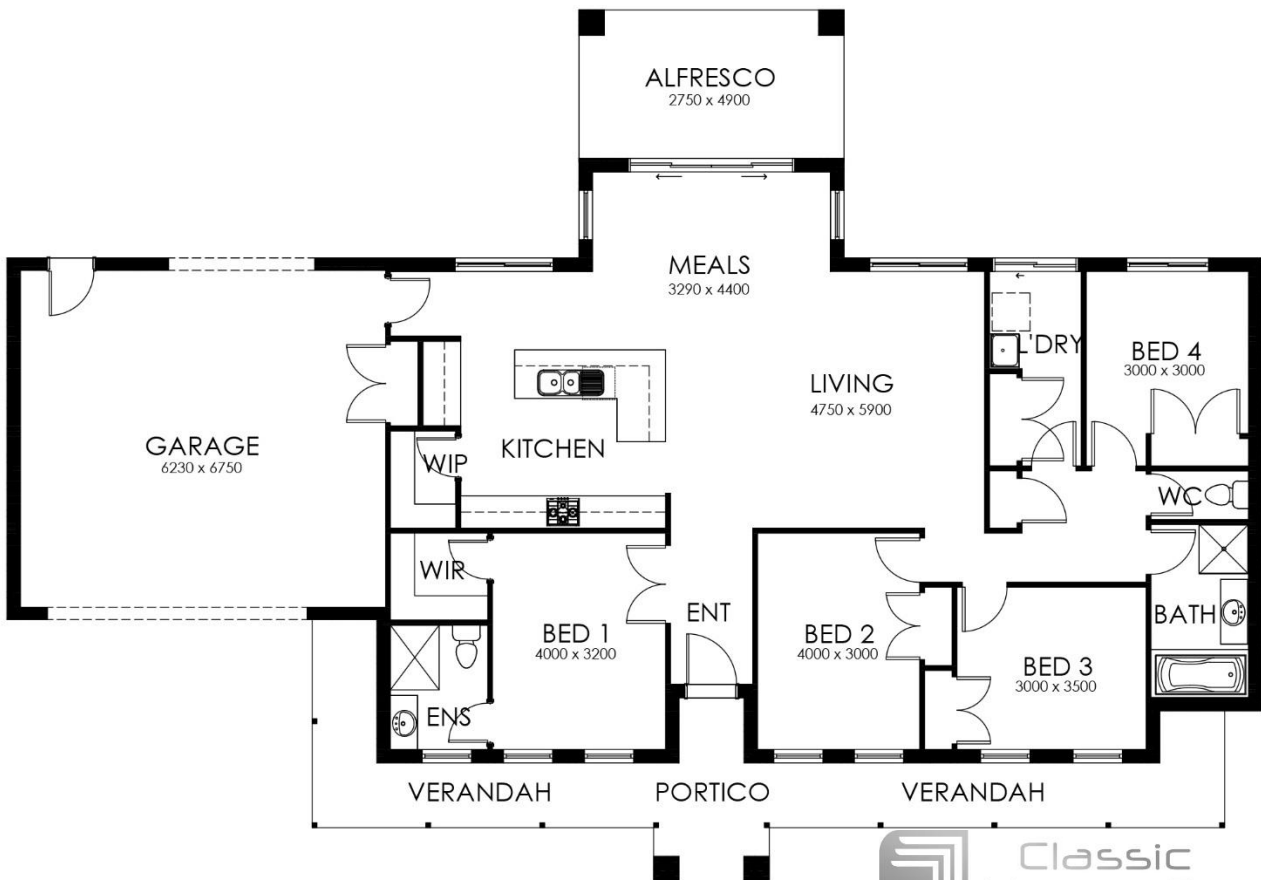 ALFRESCO
2750 x 4900
MEALS
3290 x 4400
L'DRY
BED 4
3000 x 3000
LIVING
4750 x 5900
GARAGE
6230 x 6750
KITCHEN
WIP
WC
WIR
ENT
BED 1
4000 x 3200
BED 2
4000 x 3000
BATH
BED 3
3000 x 3500
ENS
VERANDAH
PORTICO
VERANDAH
Classic